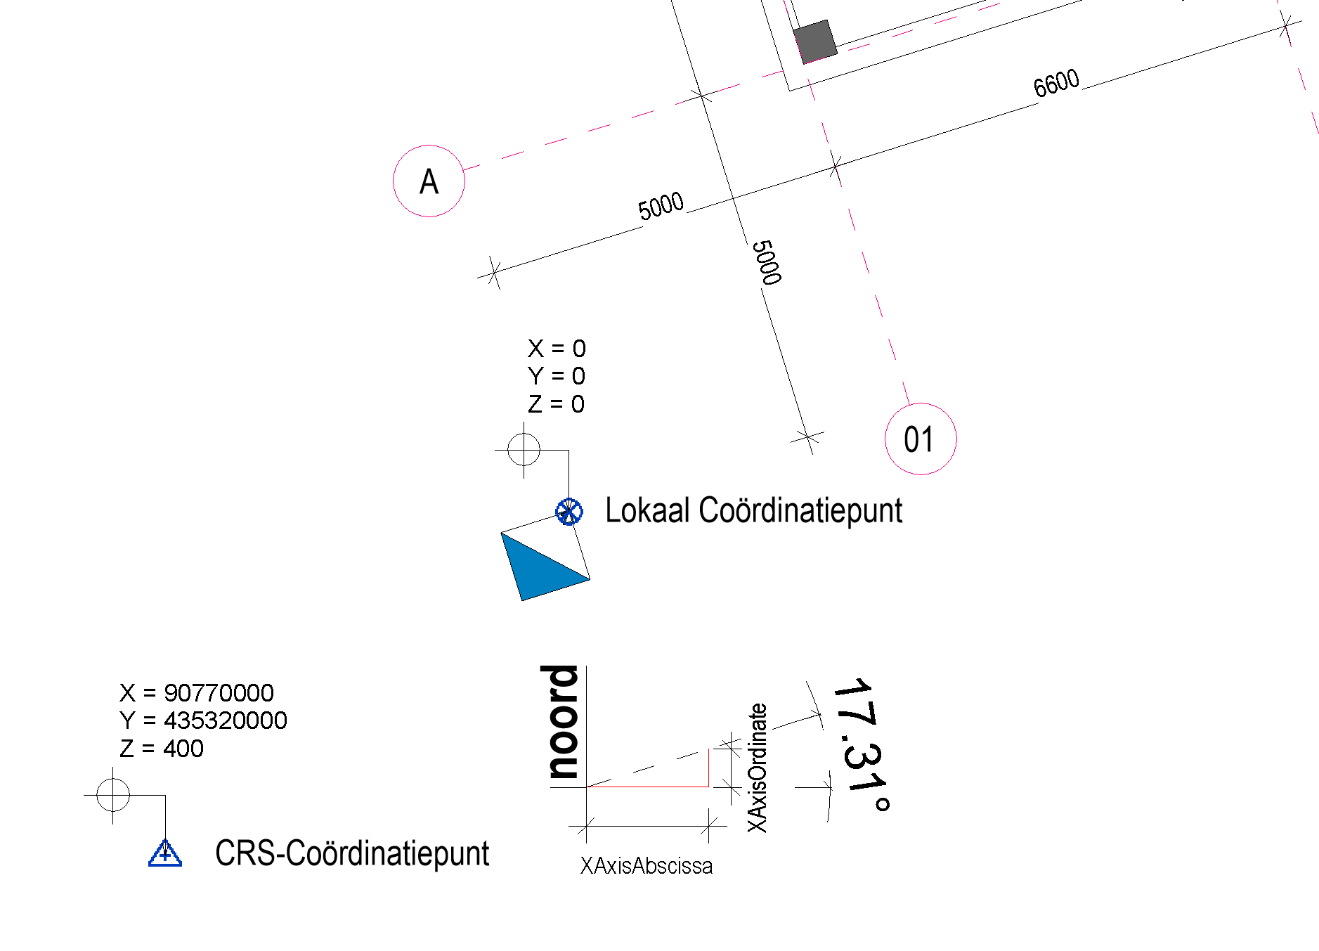 6600
A
5000
5000
X = 0
Y = 0
Z = 0
01
Lokaal Coördinatiepunt
noord
17.31°
XAxisOrdinate
X = 90770000
Y = 435320000
Z = 400
CRS-Coördinatiepunt
XAxisAbscissa